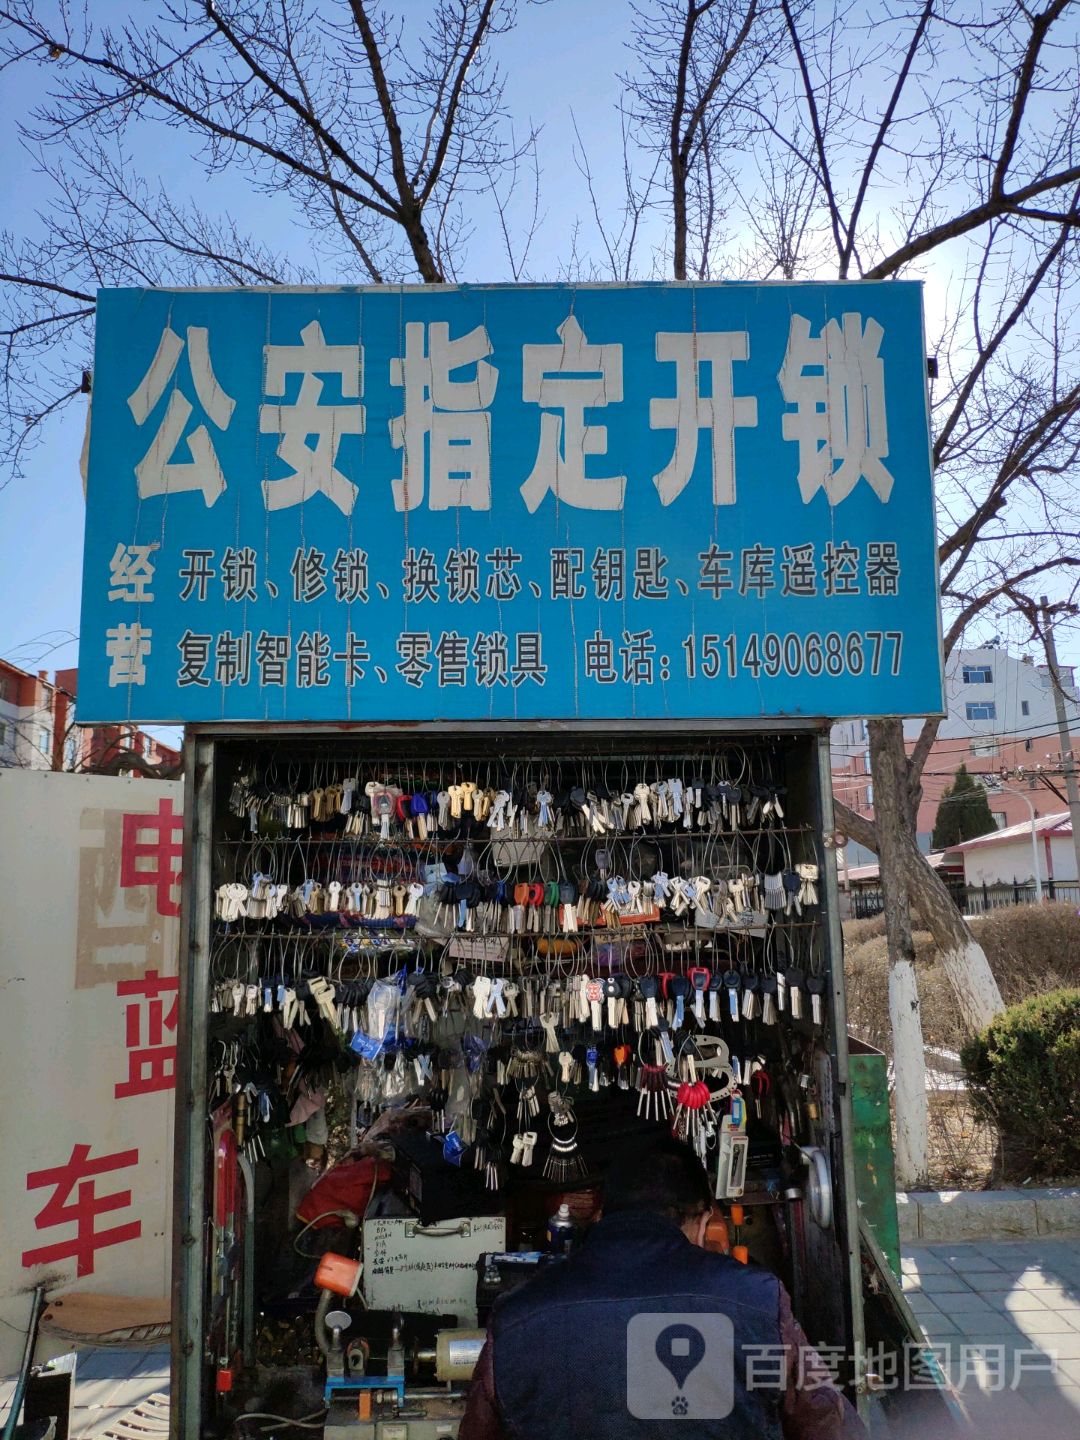 公安指定开锁
经营
开锁、修锁、换锁芯、配钥匙、车库遥控器
复制智能卡、零售锁具 电话:15149068677
电
蓝
车
百度地图用户